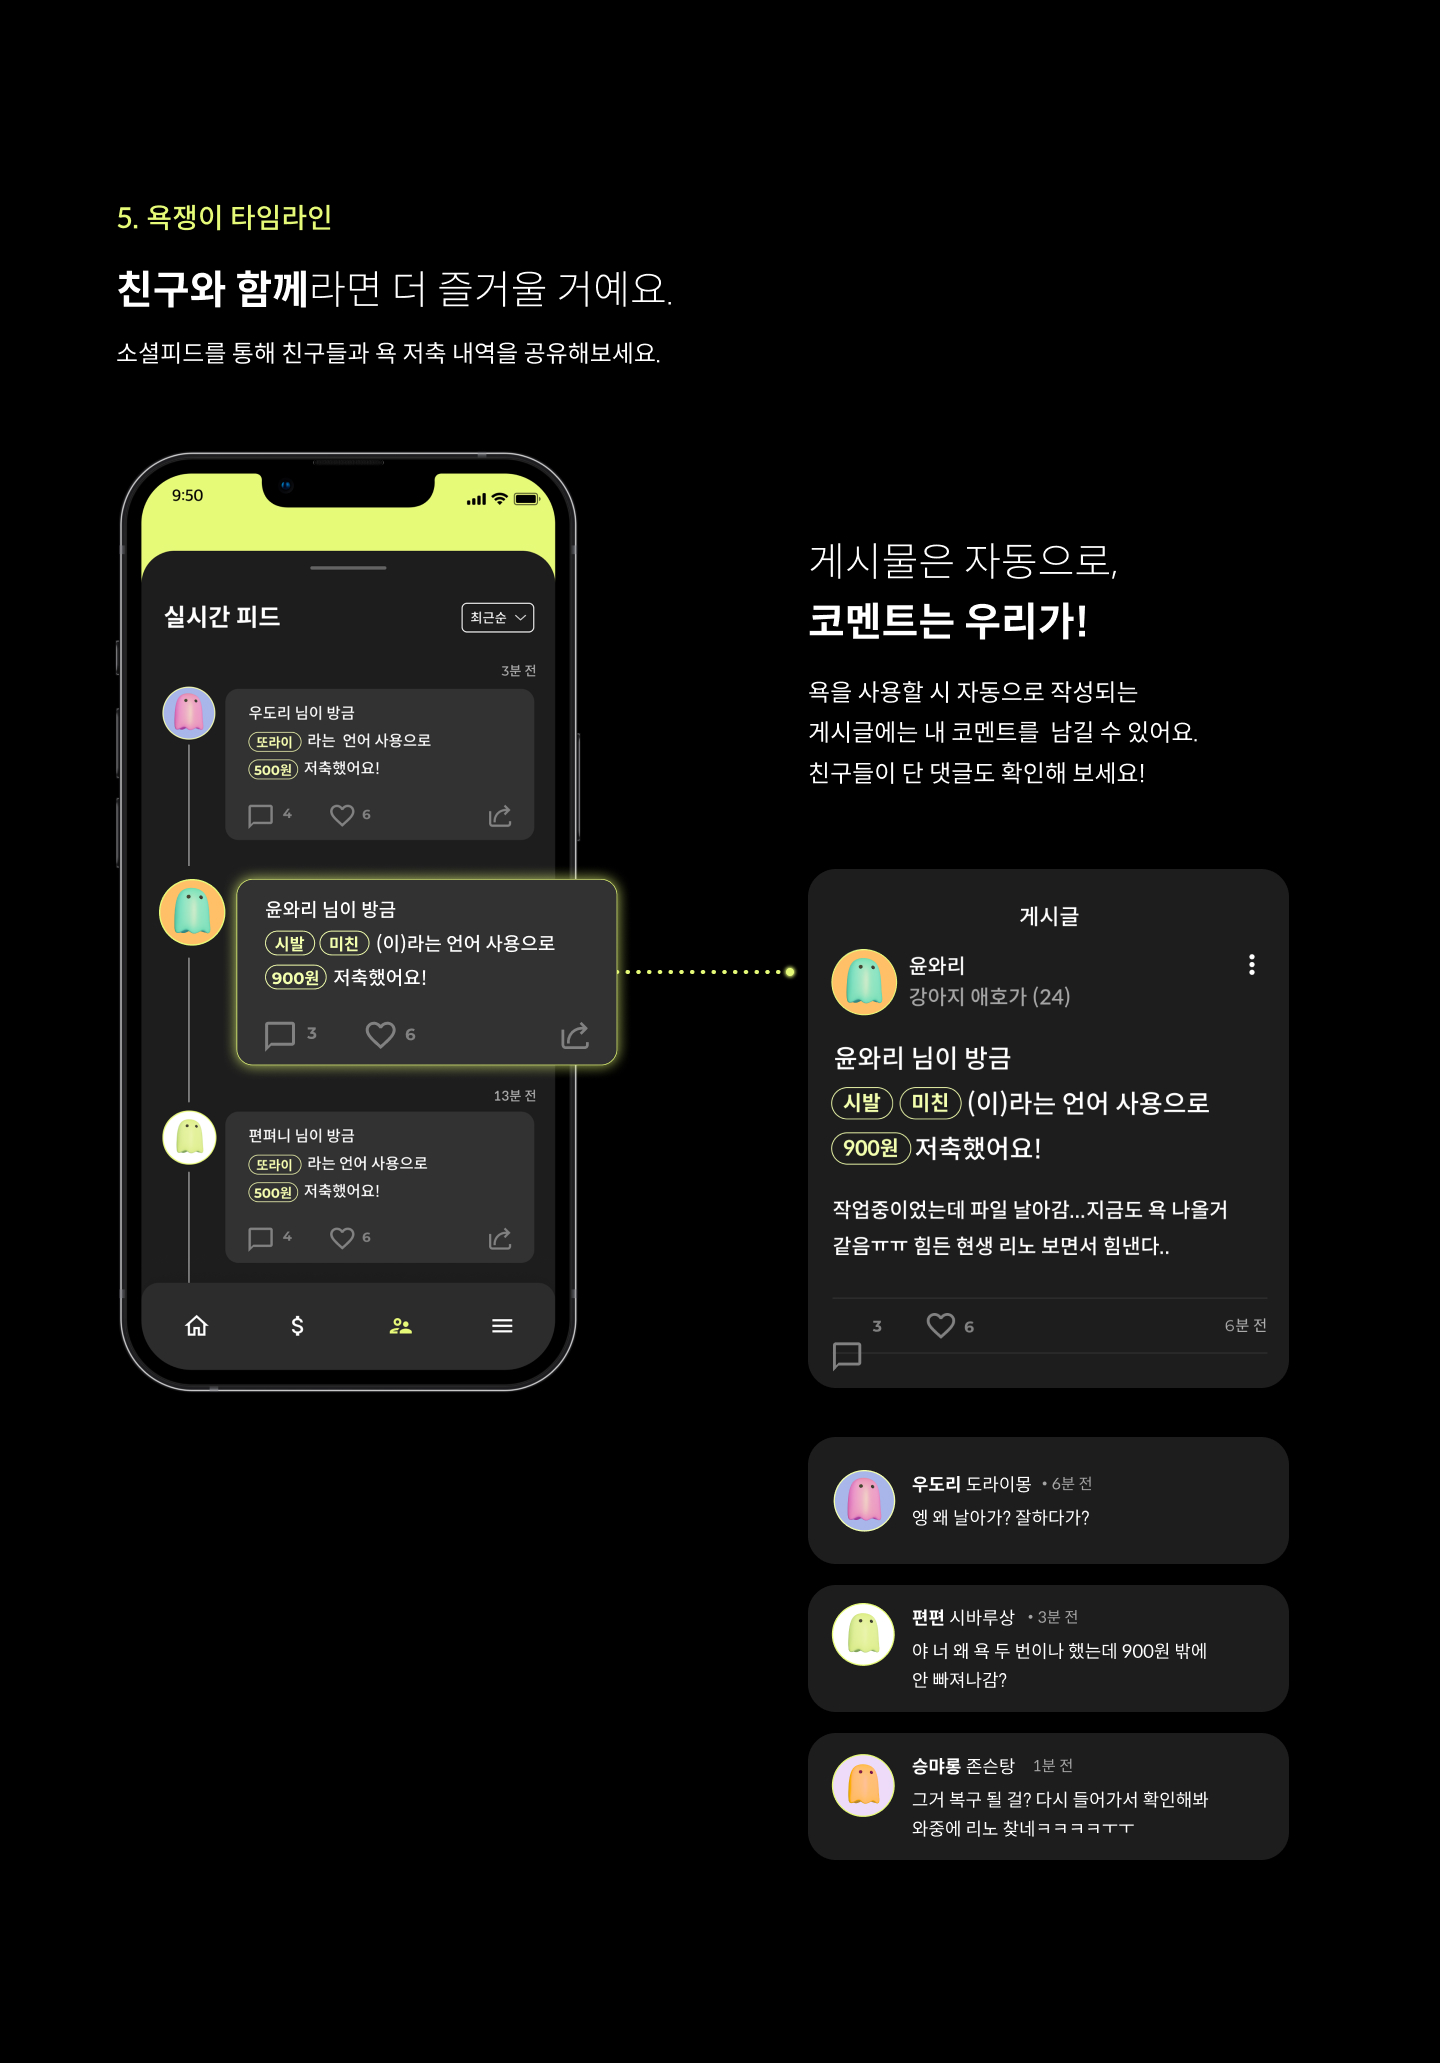 5. 욕쟁이 타임라인
친구와 함께라면 더 즐거울 거예요.
소셜피드를 통해 친구들과 욕 저축 내역을 공유해보세요.
9:50
실시간 피드
최근순
3분 전
우도리 님이 방금
또라이 라는 언어 사용으로
500원 저축했어요!
4 6
윤와리 님이 방금
시발 미친 (이)라는 언어 사용으로
900원 저축했어요!
3 6
13분 전
편펴니 님이 방금
또라이 라는 언어 사용으로
500원 저축했어요!
4 6
게시물은 자동으로,
코멘트는 우리가!
욕을 사용할 시 자동으로 작성되는
게시글에는 내 코멘트를 남길 수 있어요.
친구들이 단 댓글도 확인해 보세요!
게시글
윤와리
강아지 애호가 (24)
윤와리 님이 방금
시발 미친 (이)라는 언어 사용으로
900원 저축했어요!
작업중이었는데 파일 날아감...지금도 욕 나올거
같음ㅠㅠ 힘든 현생 리노 보면서 힘낸다..
3 6 6분 전
우도리 도라이몽 • 6분 전
엥 왜 날아가? 잘하다가?
편편 시바루상 • 3분 전
야 너 왜 욕 두 번이나 했는데 900원 밖에
안 빠져나감?
승먀롱 존슨탕 1분 전
그거 복구 될 걸? 다시 들어가서 확인해봐
와중에 리노 찾네ㅋㅋㅋㅋㅜㅜ